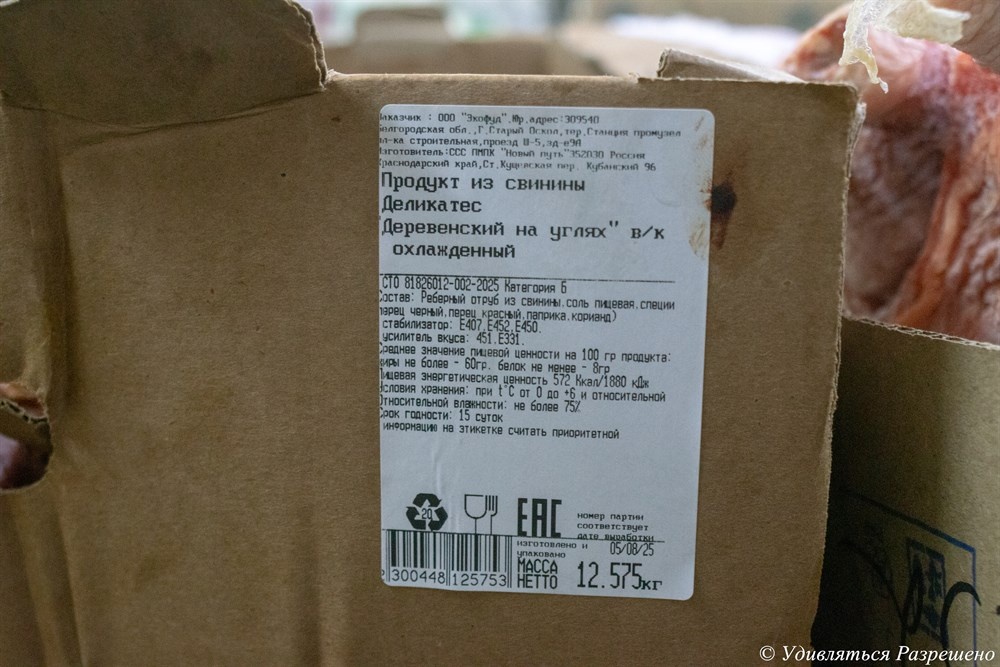 аказчик : ООО "Экофуд".Юр.адрес:309540
елгородская обл.,Г.Старый Оскол,тер.Станция промузел
пл-ка строительная,проезд Ш-5,зд-е9А
Изготовитель:ССС ПМПК "Новый путь"352030 Россия
Краснодарский край,Ст.Кущевская пер. Кубанский 96
Продукт из свинины
Деликатес
"Деревенский на углях" в/к
охлажденный
СТО 81826012-002-2025 Категория Б
Состав: Реберный отруб из свинины.соль пищевая.специи
перец черный.перец красный.паприка.корианд)
стабилизатор: Е407.Е452.Е450.
усилитель вкуса: 451.Е331.
Среднее значение пищевой ценности на 100 гр продукта:
жиры не более - 60гр. белок не менее - 8гр
Пищевая энергетическая ценность 572 Ккал/1880 кДж
Условия хранения: при t°С от 0 до +6 и относительной
Относительной влажности: не более 75%
Срок годности: 15 суток
информацию на этикетке считать приоритетной
20
EAC
номер партии
соответствует
дате выработки
изготовлено и
упаковано
05/08/25
МАССА
НЕТТО
12.575кг
300448 125753
© Удивляться Разрешено